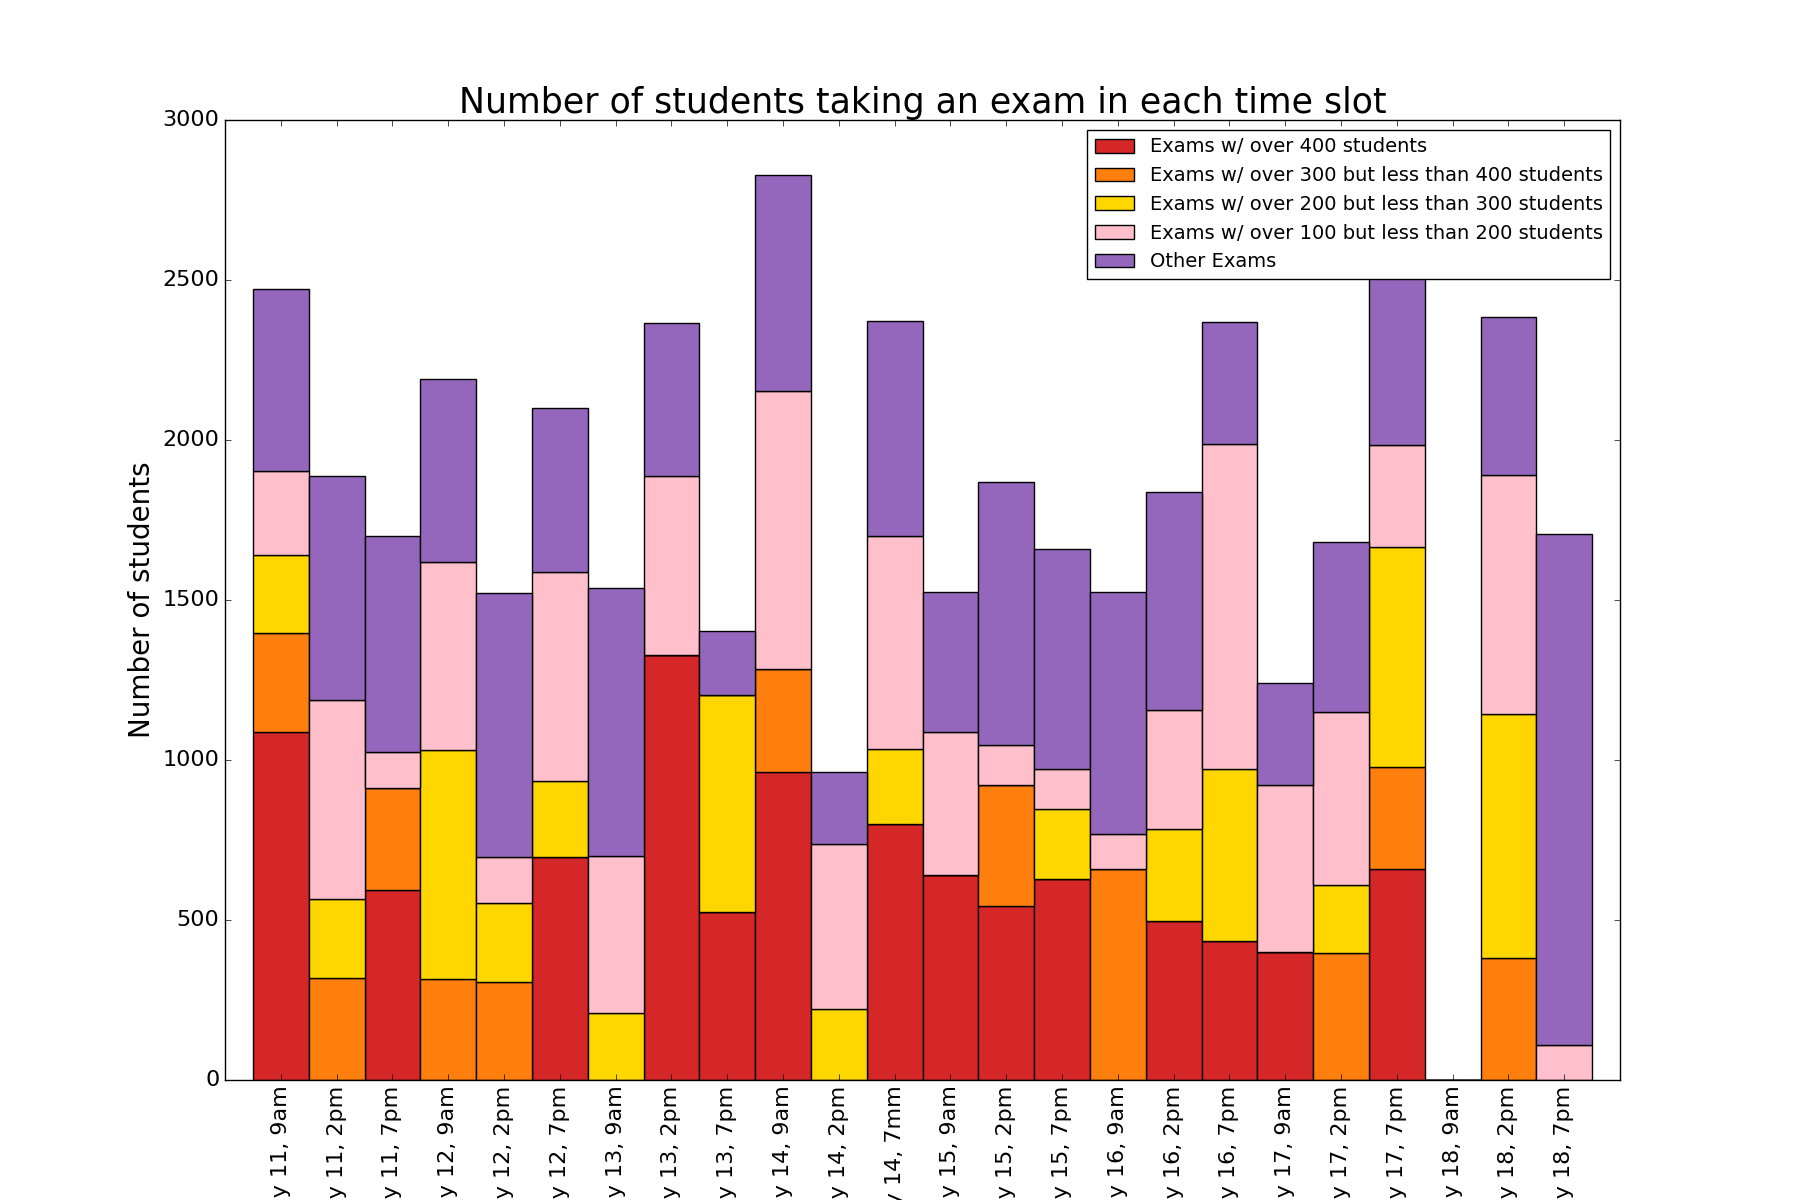 Number of students taking an exam in each time slot
3000
2500
2000
1500
1000
500
0
Number of students
Exams w/ over 400 students
Exams w/ over 300 but less than 400 students
Exams w/ over 200 but less than 300 students
Exams w/ over 100 but less than 200 students
Other Exams
y 11, 9am
y 11, 2pm
y 11, 7pm
y 12, 9am
y 12, 2pm
y 12, 7pm
y 13, 9am
y 13, 2pm
y 13, 7pm
y 14, 9am
y 14, 2pm
y 14, 7mm
y 15, 9am
y 15, 2pm
y 15, 7pm
y 16, 9am
y 16, 2pm
y 16, 7pm
y 17, 9am
y 17, 2pm
y 17, 7pm
y 18, 9am
y 18, 2pm
y 18, 7pm